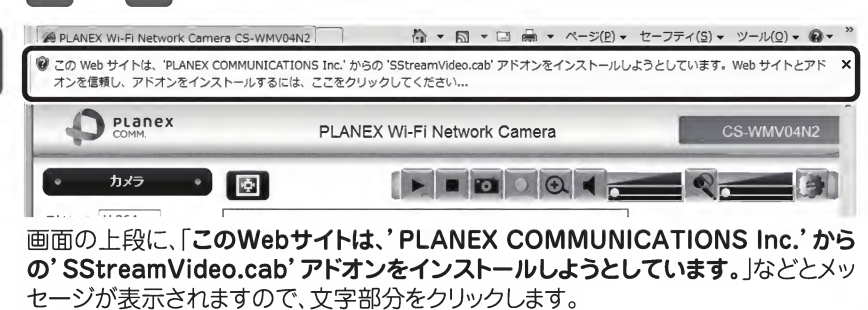 PLANEX Wi-Fi Network Camera CS-WMV04N2
ページ(P) セーフティ(S) ツール(O) »
このWeb サイトは、'PLANEX COMMUNICATIONS Inc.' からの 'SStreamVideo.cab' アドオンをインストールしようとしています。Web サイトとアド
オンを信頼し、アドオンをインストールするには、ここをクリックしてください...
PLANEX
COMM.
PLANEX Wi-Fi Network Camera
CS-WMV04N2
カメラ
画面の上段に、「このWebサイトは、’PLANEX COMMUNICATIONS Inc.’から
の’SStreamVideo.cab’アドオンをインストールしようとしています。」などとメッ
セージが表示されますので、文字部分をクリックします。